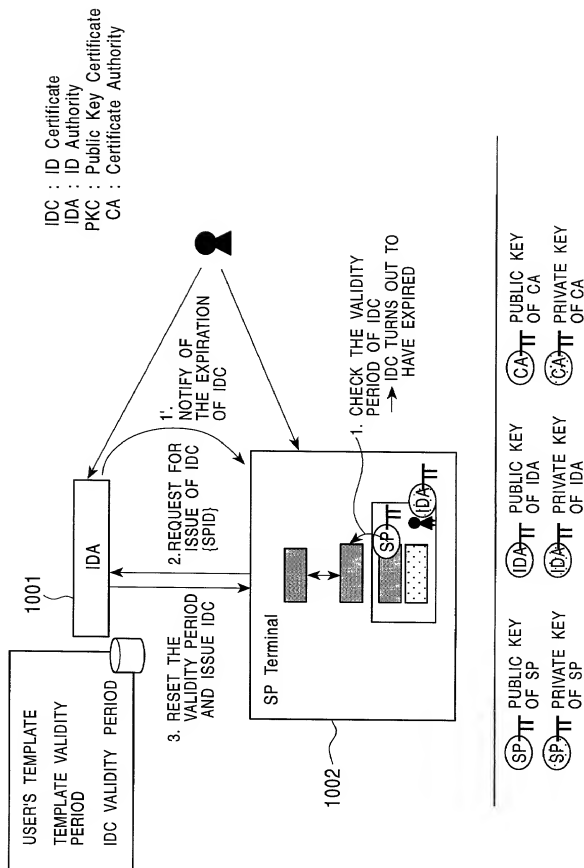 IDC : ID Certificate
IDA : ID Authority
PKC : Public Key Certificate
CA : Certificate Authority
USER'S TEMPLATE
TEMPLATE VALIDITY
PERIOD
IDC VALIDITY PERIOD
1001
IDA
1'.
NOTIFY OF
THE EXPIRATION
OF IDC
2.REQUEST FOR
ISSUE OF IDC
{SPID}
3. RESET THE
VALIDITY PERIOD
AND ISSUE IDC
SP Terminal
1002
SP
IDA
1. CHECK THE VALIDITY
PERIOD OF IDC
→ IDC TURNS OUT TO
HAVE EXPIRED
SP PUBLIC KEY
OF SP
SP PRIVATE KEY
OF SP
IDA PUBLIC KEY
OF IDA
IDA PRIVATE KEY
OF IDA
CA PUBLIC KEY
OF CA
CA PRIVATE KEY
OF CA